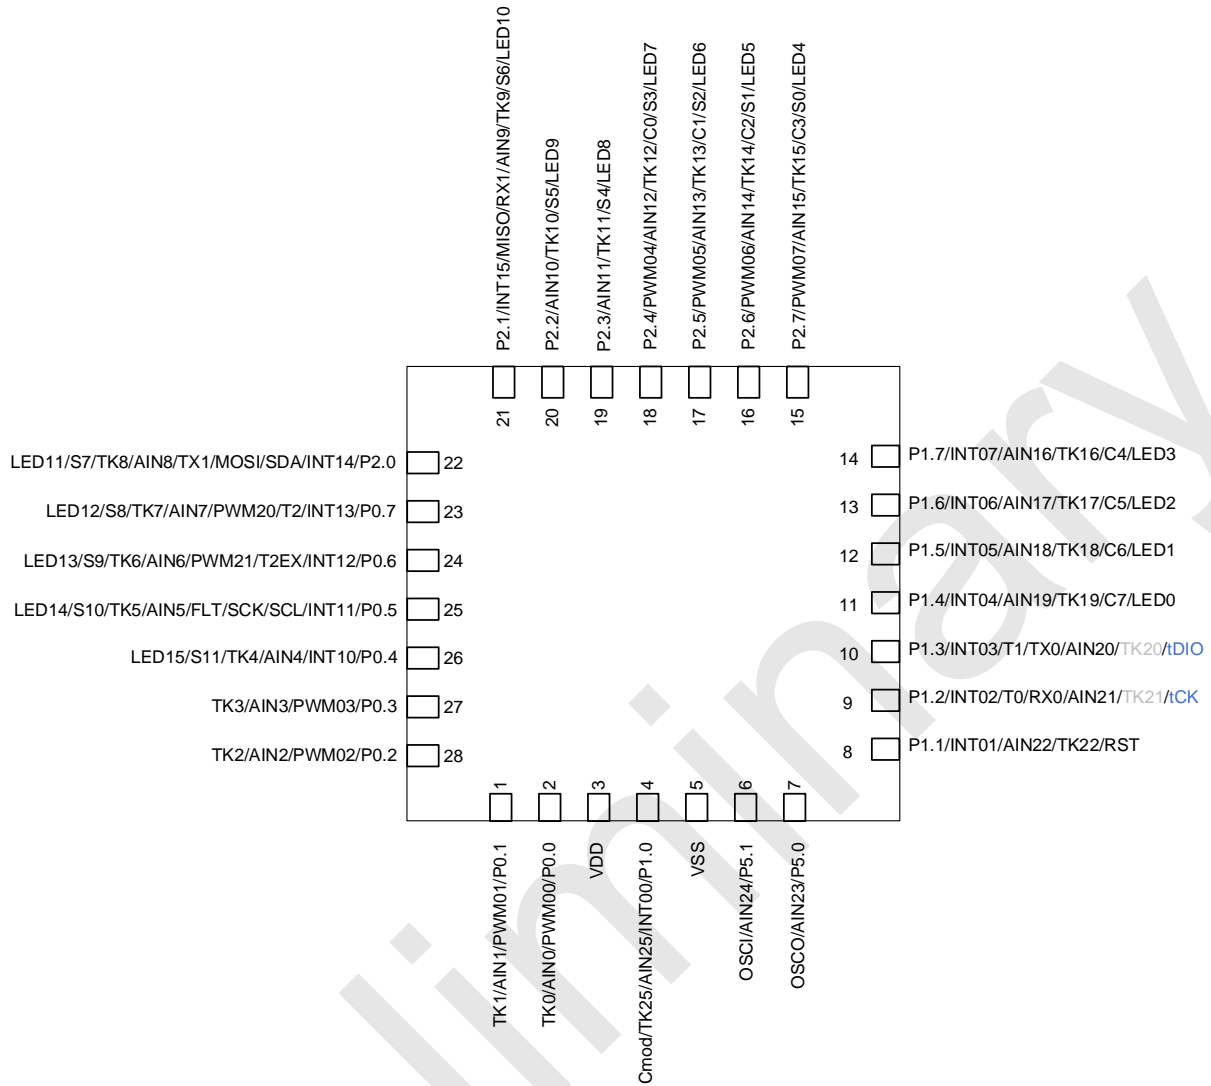 P2.1/INT15/MISO/RX1/AIN9/TK9/S6/LED10
P2.2/AIN10/TK10/S5/LED9
P2.3/AIN11/TK11/S4/LED8
P2.4/PWM04/AIN12/TK12/C0/S3/LED7
P2.5/PWM05/AIN13/TK13/C1/S2/LED6
P2.6/PWM06/AIN14/TK14/C2/S1/LED5
P2.7/PWM07/AIN15/TK15/C3/S0/LED4
21
20
19
18
17
16
15
LED11/S7/TK8/AIN8/TX1/MOSI/SDA/INT14/P2.0 22
LED12/S8/TK7/AIN7/PWM20/T2/INT13/P0.7 23
LED13/S9/TK6/AIN6/PWM21/T2EX/INT12/P0.6 24
LED14/S10/TK5/AIN5/FLT/SCK/SCL/INT11/P0.5 25
LED15/S11/TK4/AIN4/INT10/P0.4 26
TK3/AIN3/PWM03/P0.3 27
TK2/AIN2/PWM02/P0.2 28
14 P1.7/INT07/AIN16/TK16/C4/LED3
13 P1.6/INT06/AIN17/TK17/C5/LED2
12 P1.5/INT05/AIN18/TK18/C6/LED1
11 P1.4/INT04/AIN19/TK19/C7/LED0
10 P1.3/INT03/T1/TX0/AIN20/TK20/tDIO
9 P1.2/INT02/T0/RX0/AIN21/TK21/tCK
8 P1.1/INT01/AIN22/TK22/RST
1
2
3
4
5
6
7
TK1/AIN1/PWM01/P0.1
TK0/AIN0/PWM00/P0.0
VDD
Cmod/TK25/AIN25/INT00/P1.0
VSS
OSCI/AIN24/P5.1
OSCO/AIN23/P5.0
liminary